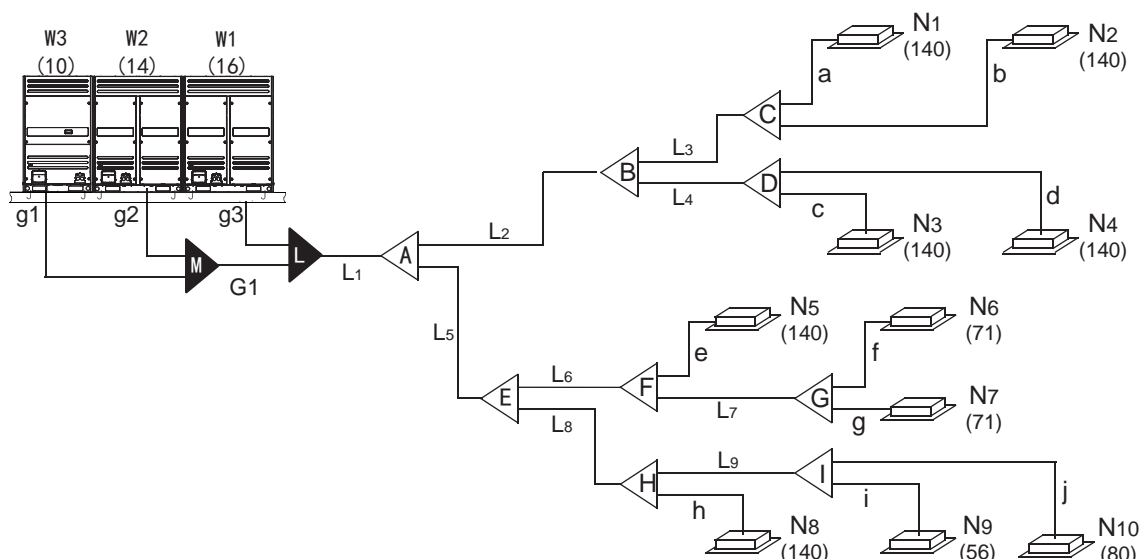 W3 W2 W1
(10) (14) (16)
N1
(140)
N2
(140)
a
b
C
L3
B
L4
D
c
d
N3
(140)
N4
(140)
g1 g2 g3
L2
M
L
A
G1
L1
L5
N5
(140)
N6
(71)
e
f
L6
F
E
L7
G
g
N7
(71)
L8
L9
I
H
h
i
j
N8
(140)
N9
(56)
N10
(80)